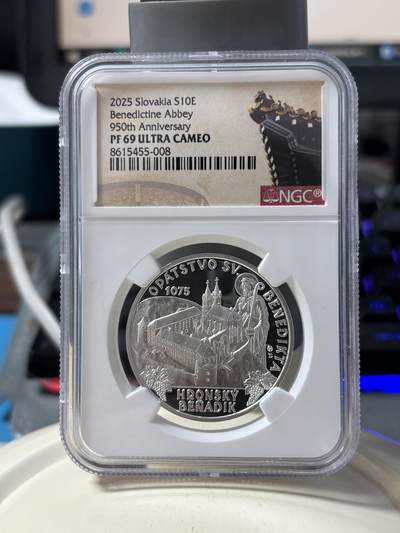 2025 Slovakia S10E
Benedictine Abbey
950th Anniversary
PF 69 ULTRA CAMEO
8615455-008
NGC®
OPÁTSTVO SV. BENEDIKTA
1075
HRONSKÝ
BEŇADIK